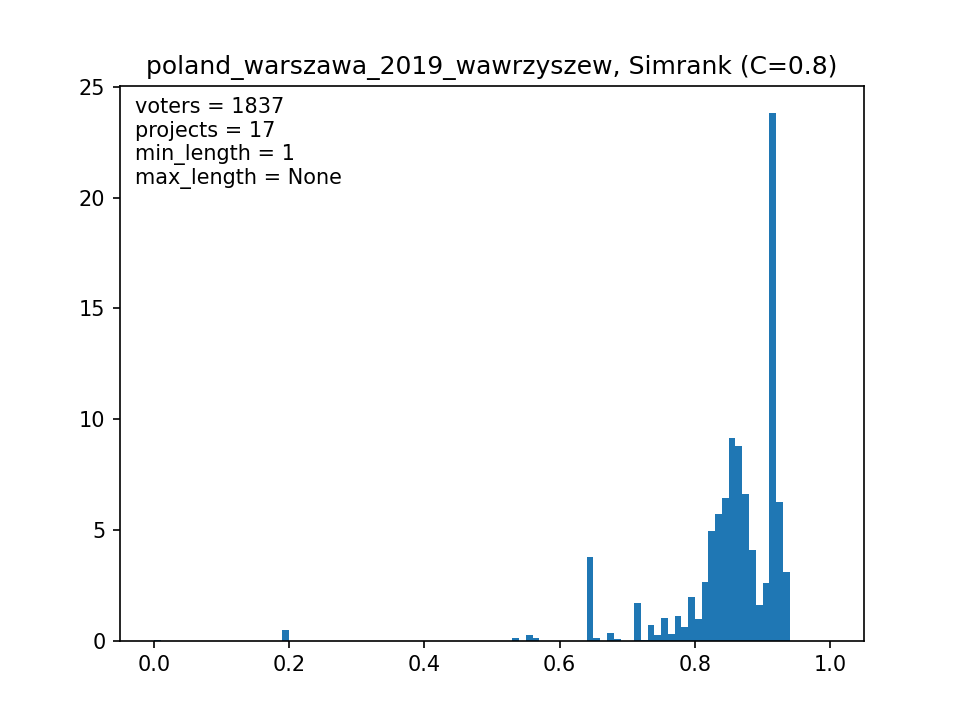 poland_warszawa_2019_wawrzyszew, Simrank (C=0.8)
voters = 1837
projects = 17
min_length = 1
max_length = None
25
20
15
10
5
0
0.0 0.2 0.4 0.6 0.8 1.0